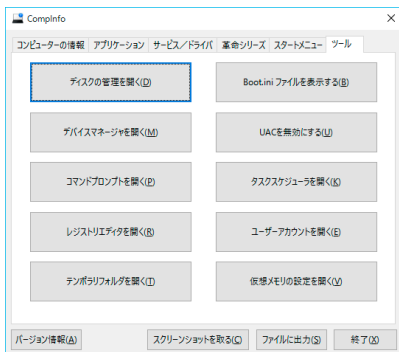 CompInfo
コンピューターの情報 アプリケーション サービス／ドライバ 革命シリーズ スタートメニュー ツール
ディスクの管理を開く(D) Boot.ini ファイルを表示する(B)
デバイスマネージャを開く(M) UACを無効にする(U)
コマンドプロンプトを開く(P) タスクスケジューラを開く(K)
レジストリエディタを開く(R) ユーザーアカウントを開く(E)
テンポラリフォルダを開く(T) 仮想メモリの設定を開く(V)
バージョン情報(A) スクリーンショットを取る(C) ファイルに出力(S) 終了(X)